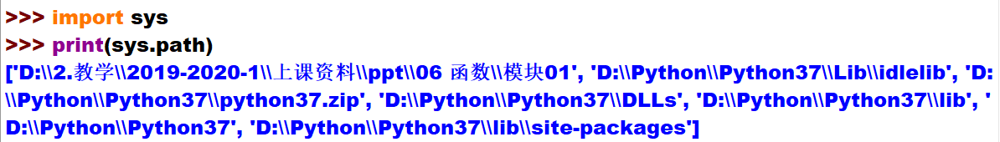 >>> import sys
>>> print(sys.path)
['D:\\2.教学\\2019-2020-1\\上课资料\\ppt\\06 函数\\模块01', 'D:\\Python\\Python37\\Lib\\idlelib', 'D:
\\Python\\Python37\\python37.zip', 'D:\\Python\\Python37\\DLLs', 'D:\\Python\\Python37\\lib', '
D:\\Python\\Python37', 'D:\\Python\\Python37\\lib\\site-packages']